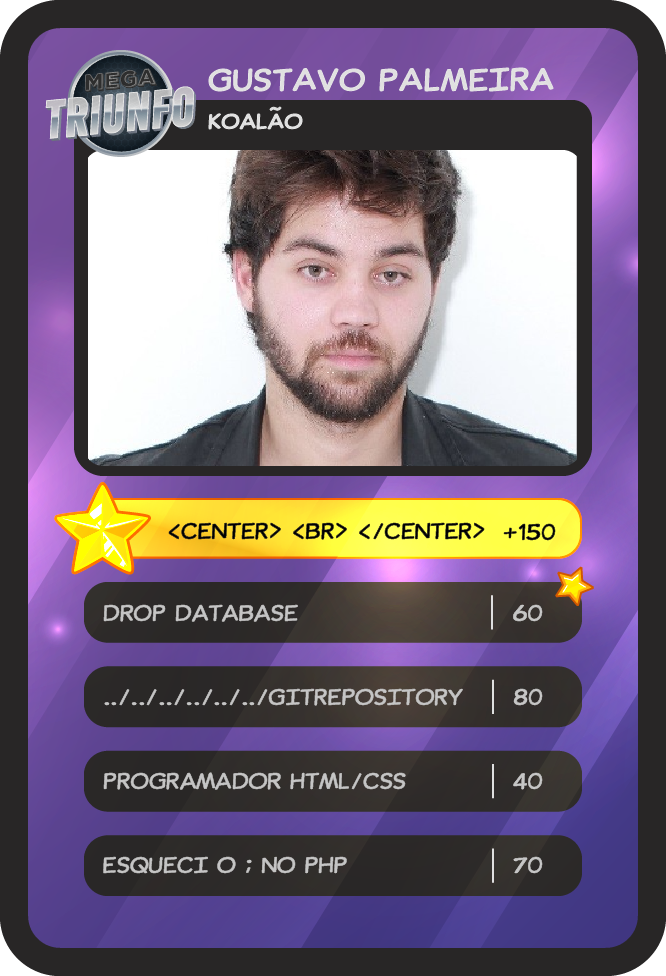 MEGA
TRIUNFO
GUSTAVO PALMEIRA
KOALÃO
<CENTER> <BR> </CENTER> +150
DROP DATABASE 60
../../../../../../GITREPOSITORY 80
PROGRAMADOR HTML/CSS 40
ESQUECI O ; NO PHP 70